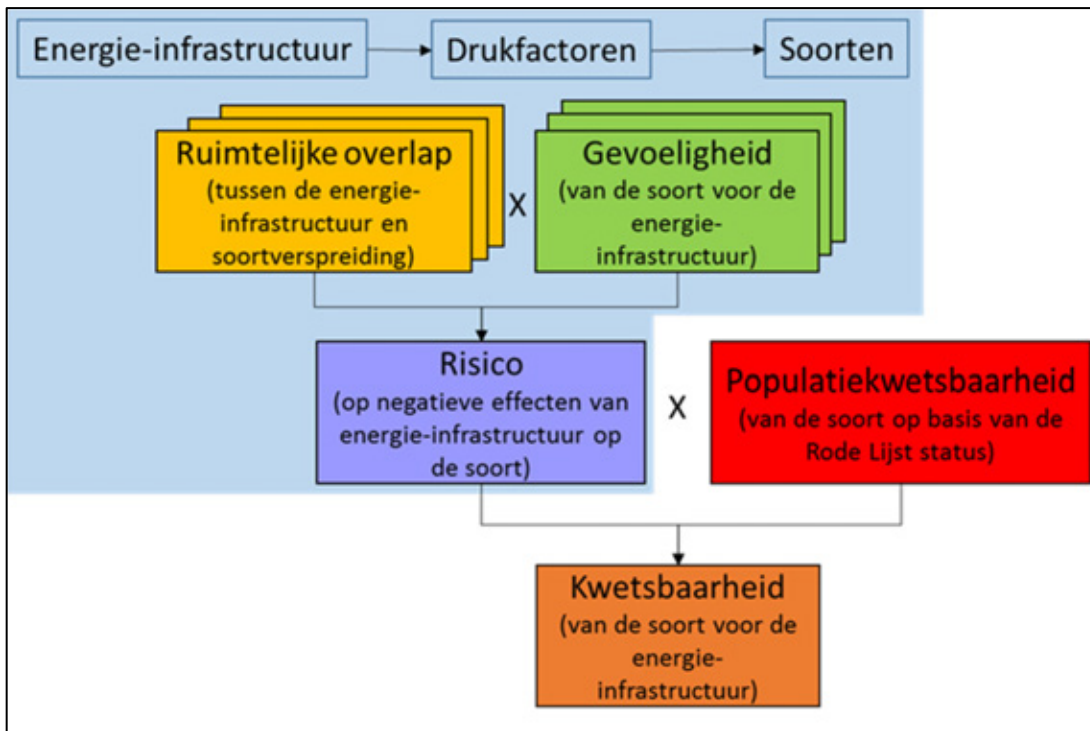 Energie-infrastructuur
Drukfactoren
Soorten
Ruimtelijke overlap
(tussen de energie-
infrastructuur en
soortverspreiding)
X
Gevoeligheid
(van de soort voor de
energie-
infrastructuur)
Risico
(op negatieve effecten van
energie-infrastructuur op
de soort)
X
Populatiekwetsbaarheid
(van de soort op basis van de
Rode Lijst status)
Kwetsbaarheid
(van de soort voor de
energie-
infrastructuur)